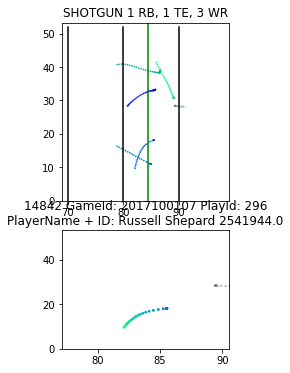 SHOTGUN 1 RB, 1 TE, 3 WR
50
40
30
20
10
0
70 80 90
14842 GameId: 2017100107 PlayId: 296
PlayerName + ID: Russell Shepard 2541944.0
40
20
0
80 85 90